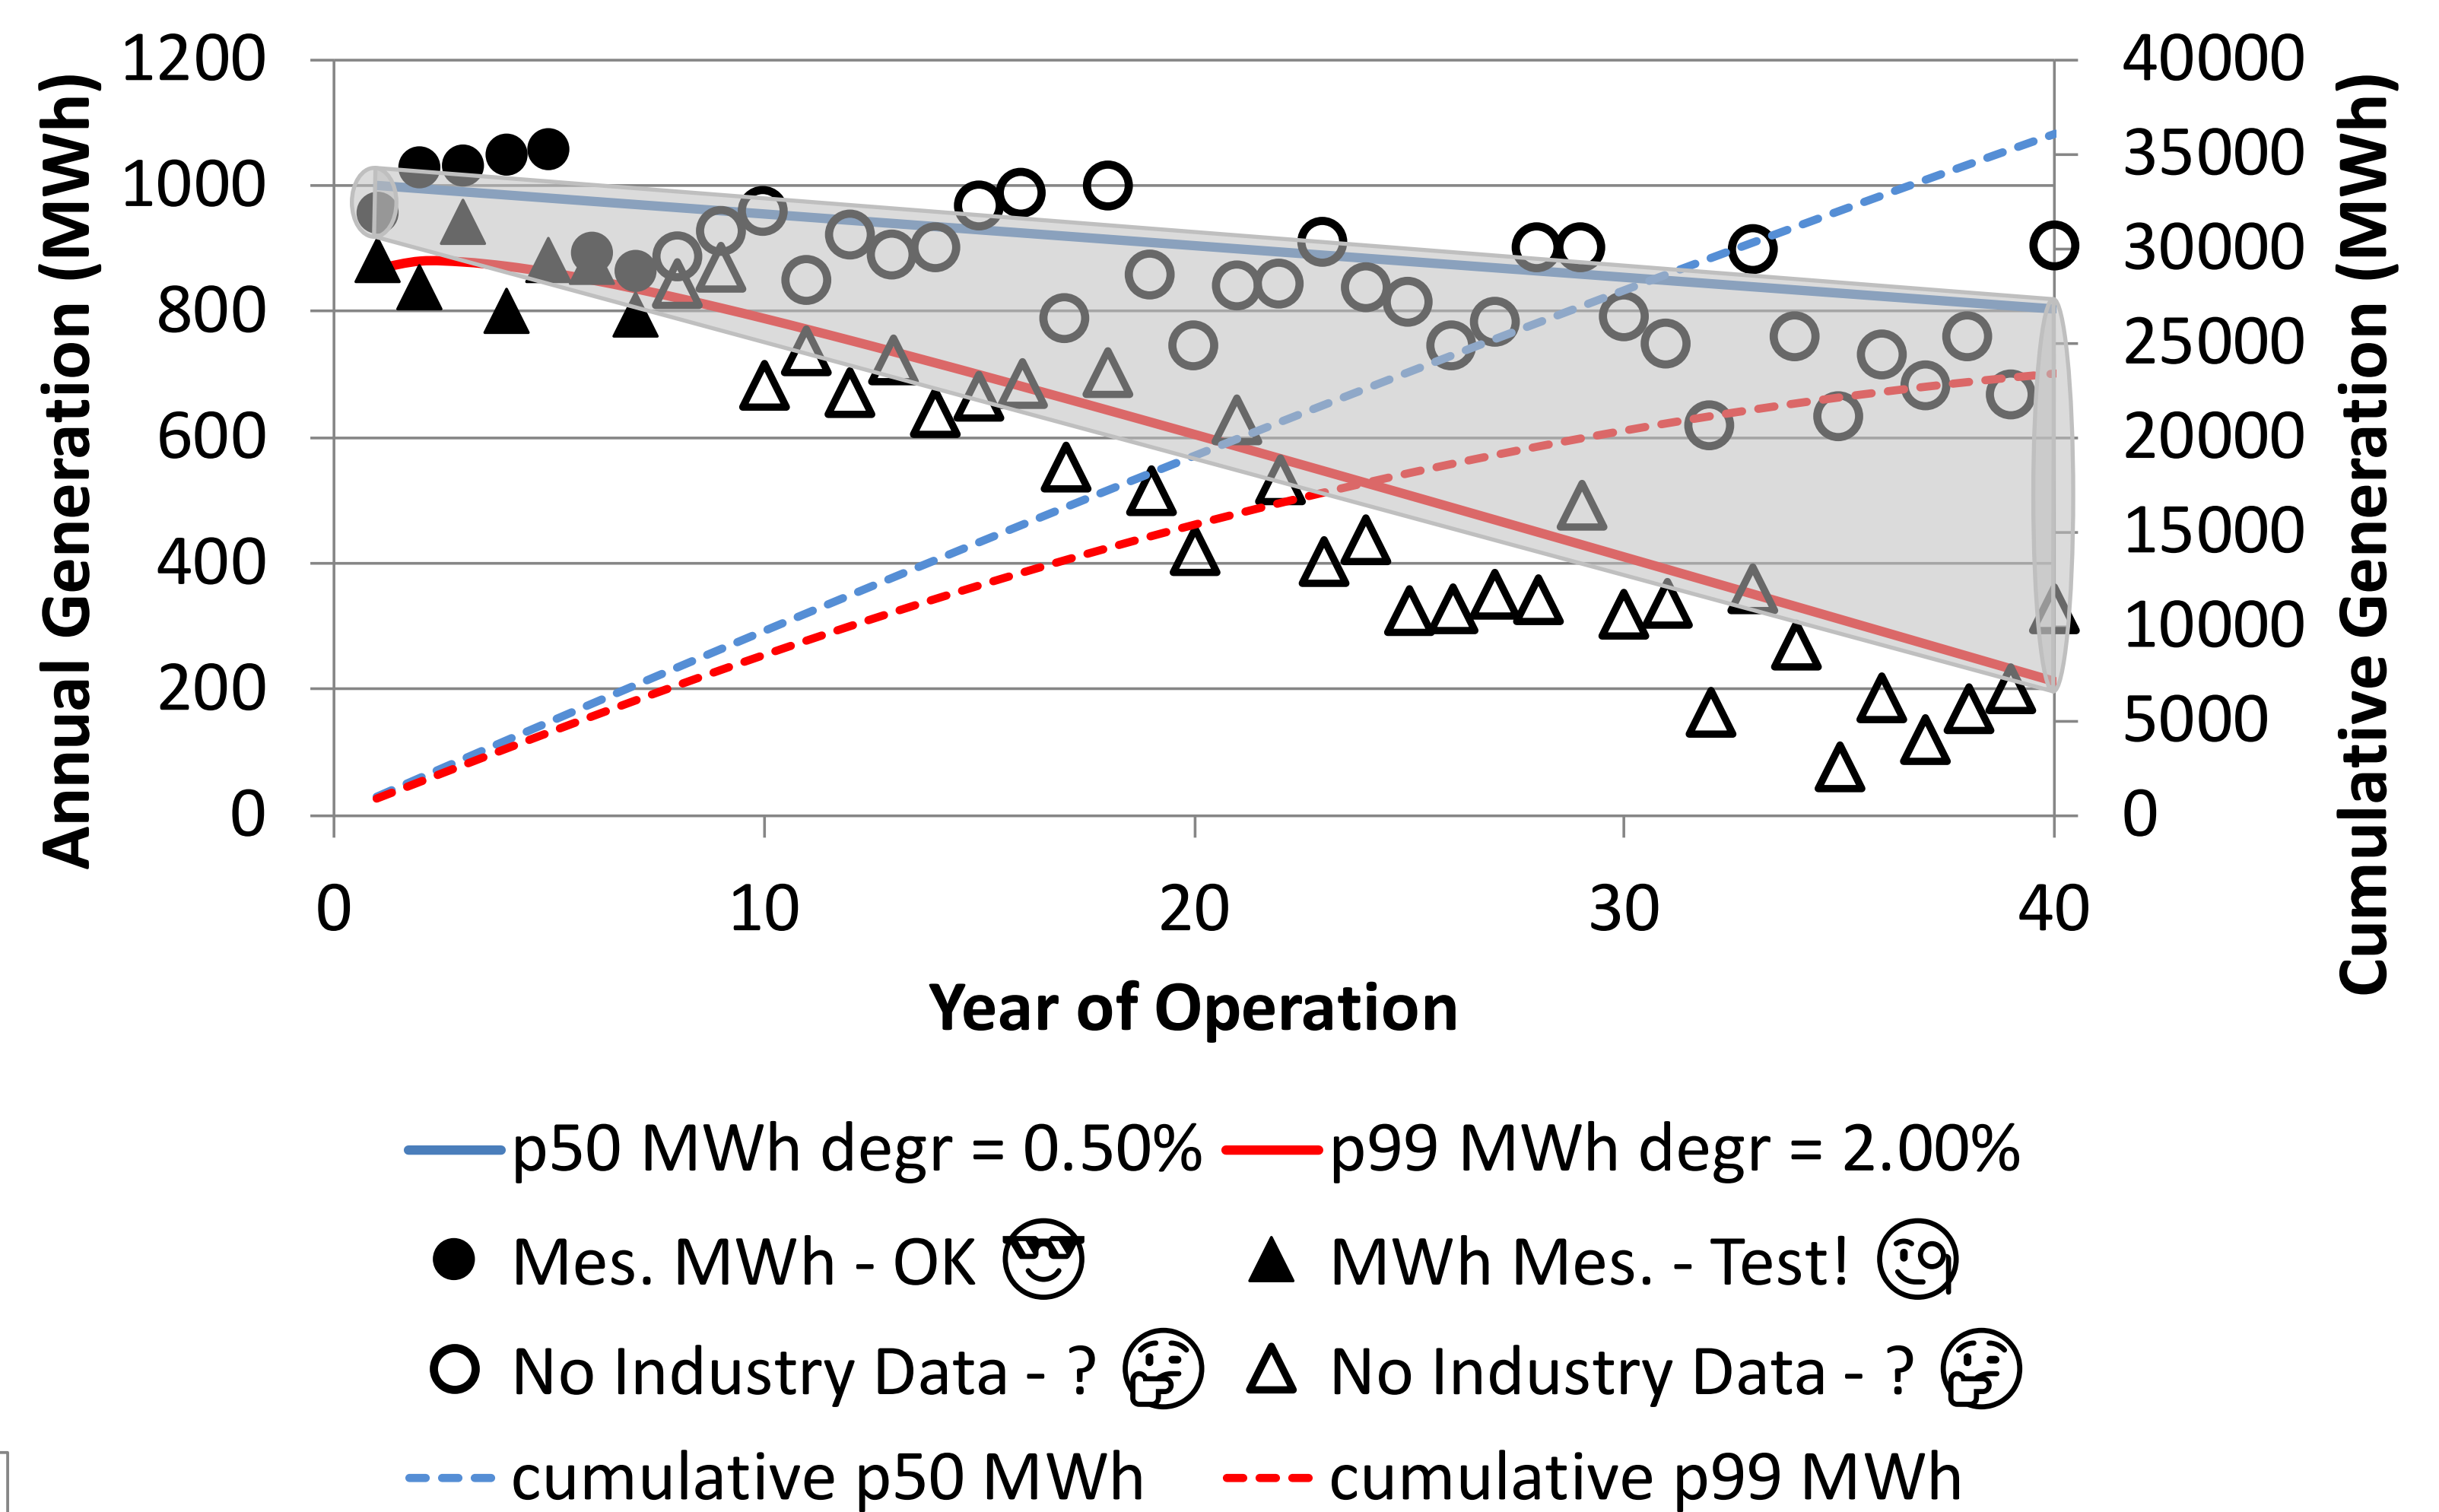 Annual Generation (MWh)
1200
1000
800
600
400
200
0
40000
35000
30000
25000
20000
15000
10000
5000
0
Cumulative Generation (MWh)
0 10 20 30 40
Year of Operation
p50 MWh degr = 0.50% p99 MWh degr = 2.00%
Mes. MWh - OK 😎 MWh Mes. - Test! 🧐
No Industry Data - ? 🤔 No Industry Data - ? 🤔
cumulative p50 MWh cumulative p99 MWh